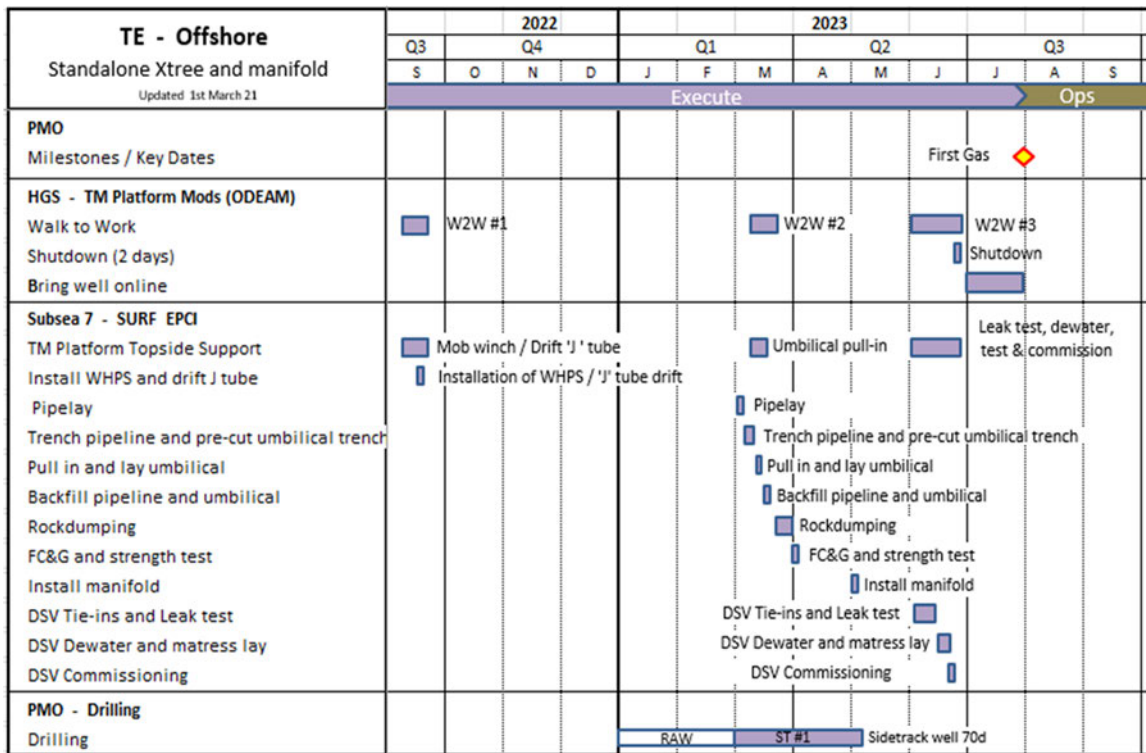 TE - Offshore
Standalone Xtree and manifold
Updated 1st March 21
2022 2023
Q3 Q4 Q1 Q2 Q3
S O N D J F M A M J J A S
Execute Ops
PMO
Milestones / Key Dates First Gas
HGS - TM Platform Mods (ODEAM)
Walk to Work W2W #1 W2W #2 W2W #3
Shutdown (2 days) Shutdown
Bring well online
Subsea 7 - SURF EPCI
TM Platform Topside Support Mob winch / Drift 'J ' tube Umbilical pull-in Leak test, dewater,
test & commission
Install WHPS and drift J tube Installation of WHPS / 'J' tube drift
Pipelay Pipelay
Trench pipeline and pre-cut umbilical trench Trench pipeline and pre-cut umbilical trench
Pull in and lay umbilical Pull in and lay umbilical
Backfill pipeline and umbilical Backfill pipeline and umbilical
Rockdumping Rockdumping
FC&G and strength test FC&G and strength test
Install manifold Install manifold
DSV Tie-ins and Leak test DSV Tie-ins and Leak test
DSV Dewater and matress lay DSV Dewater and matress lay
DSV Commissioning DSV Commissioning
PMO - Drilling
Drilling RAW ST #1 Sidetrack well 70d